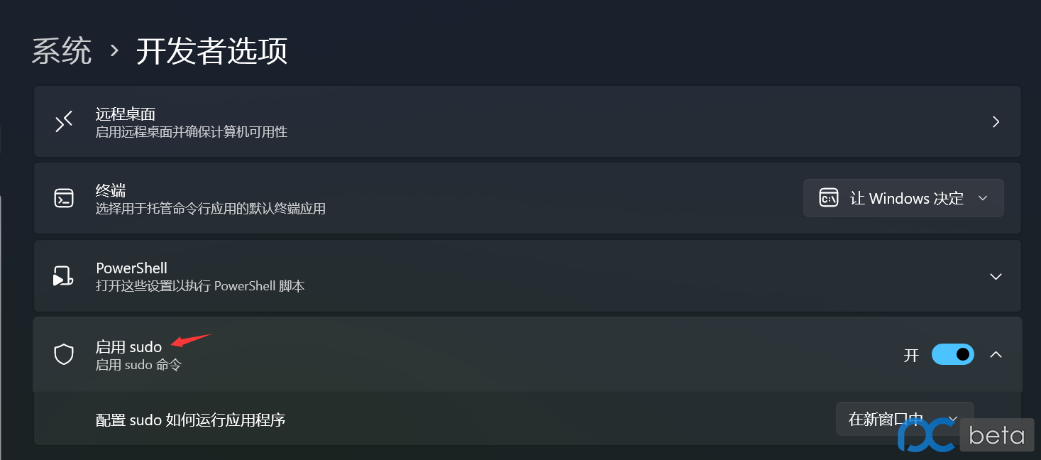 系统 › 开发者选项
远程桌面
启用远程桌面并确保计算机可用性
终端
选择用于托管命令行应用的默认终端应用
C:\ 让 Windows 决定
PowerShell
打开这些设置以执行 PowerShell 脚本
启用 sudo
启用 sudo 命令
开
配置 sudo 如何运行应用程序
在新窗口中
pc beta